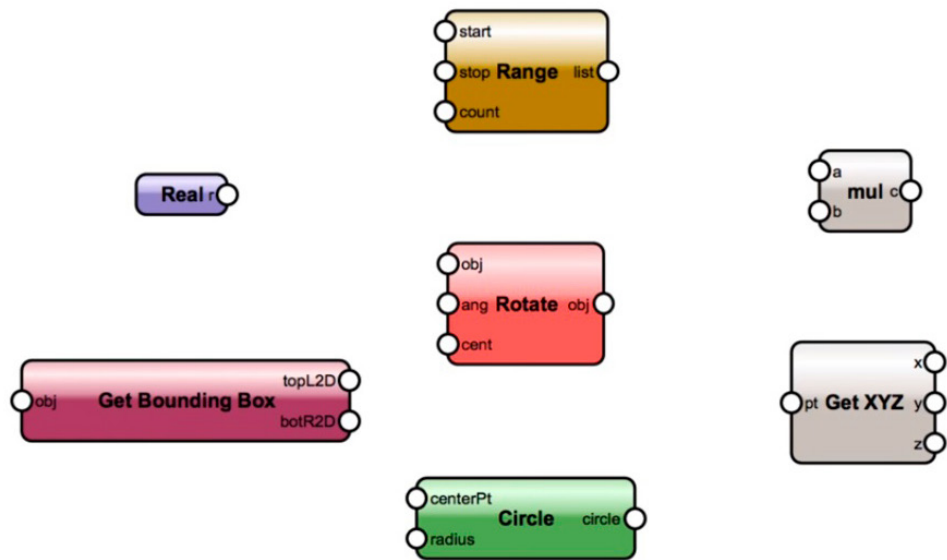 start
stop Range list
count
Real r
a
mul c
b
obj
ang Rotate obj
cent
topL2D
obj Get Bounding Box
botR2D
x
pt Get XYZ y
z
centerPt
Circle circle
radius